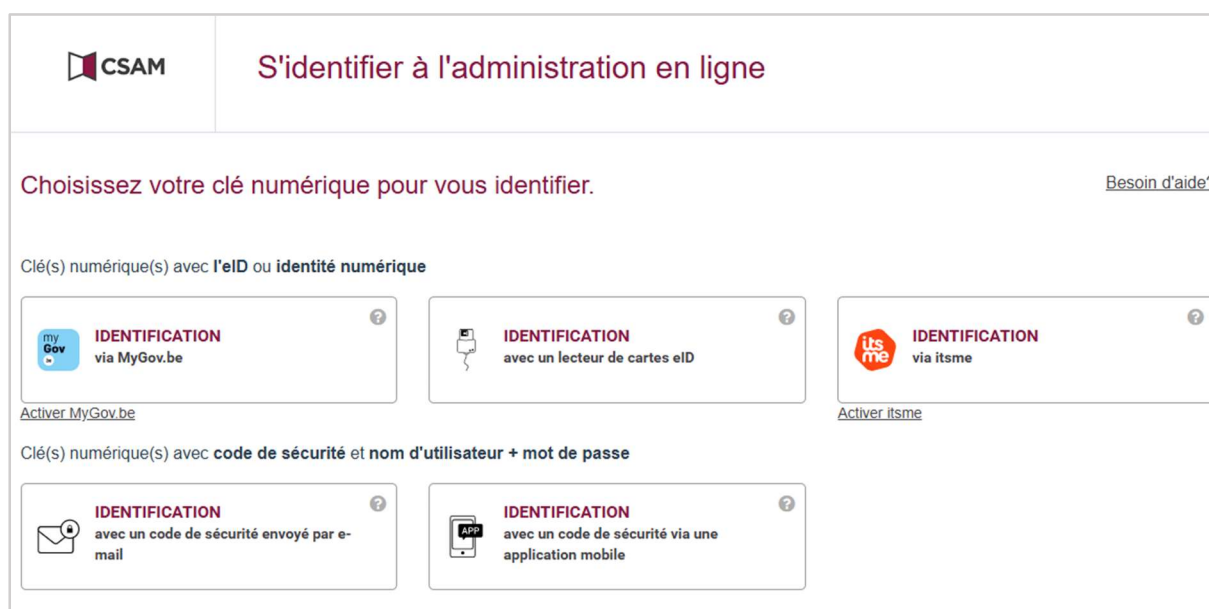 CSAM
S'identifier à l'administration en ligne
Choisissez votre clé numérique pour vous identifier.
Besoin d'aide?
Clé(s) numérique(s) avec l'eID ou identité numérique
my
Gov
be
IDENTIFICATION
via MyGov.be
?
IDENTIFICATION
avec un lecteur de cartes eID
?
its
me
IDENTIFICATION
via itsme
?
Activer MyGov.be
Activer itsme
Clé(s) numérique(s) avec code de sécurité et nom d'utilisateur + mot de passe
IDENTIFICATION
avec un code de sécurité envoyé par e-
mail
?
APP
IDENTIFICATION
avec un code de sécurité via une
application mobile
?